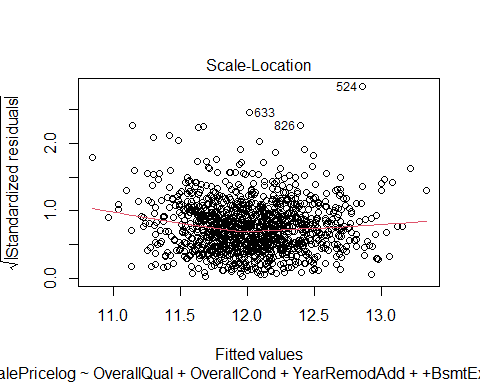 Scale-Location
√|Standardized residuals|
0.0 1.0 2.0
524
633
826
11.0 11.5 12.0 12.5 13.0
Fitted values
alePricelog ~ OverallQual + OverallCond + YearRemodAdd + +BsmtEx